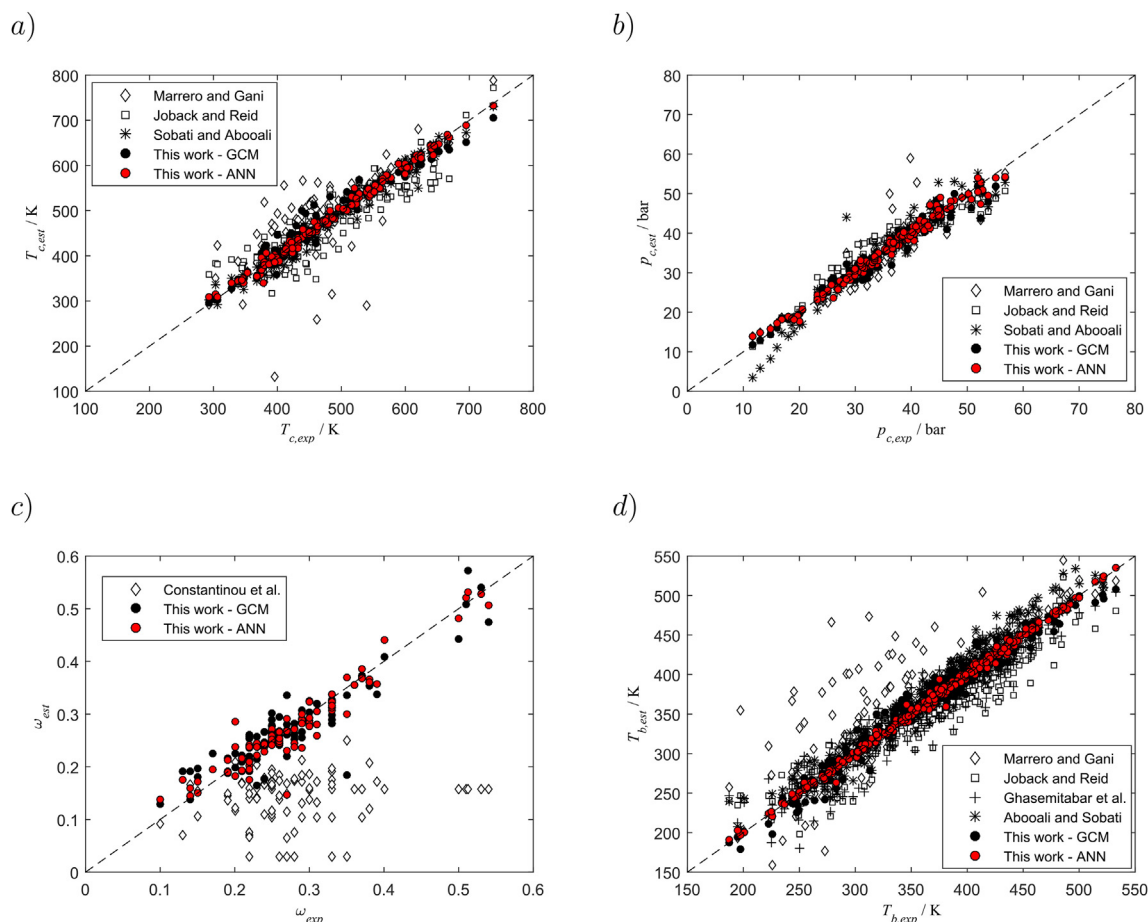 a)
T_c,est / K
800
700
600
500
400
300
200
100
Marrero and Gani
Joback and Reid
Sobati and Abooali
This work - GCM
This work - ANN
100 200 300 400 500 600 700 800
T_c,exp / K
b)
p_c,est / bar
80
70
60
50
40
30
20
10
0
Marrero and Gani
Joback and Reid
Sobati and Abooali
This work - GCM
This work - ANN
0 10 20 30 40 50 60 70 80
p_c,exp / bar
c)
ω_est
0.6
0.5
0.4
0.3
0.2
0.1
0
Constantinou et al.
This work - GCM
This work - ANN
0 0.1 0.2 0.3 0.4 0.5 0.6
ω_exp
d)
T_b,est / K
550
500
450
400
350
300
250
200
150
Marrero and Gani
Joback and Reid
Ghasemitabar et al.
Abooali and Sobati
This work - GCM
This work - ANN
150 200 250 300 350 400 450 500 550
T_b,exp / K